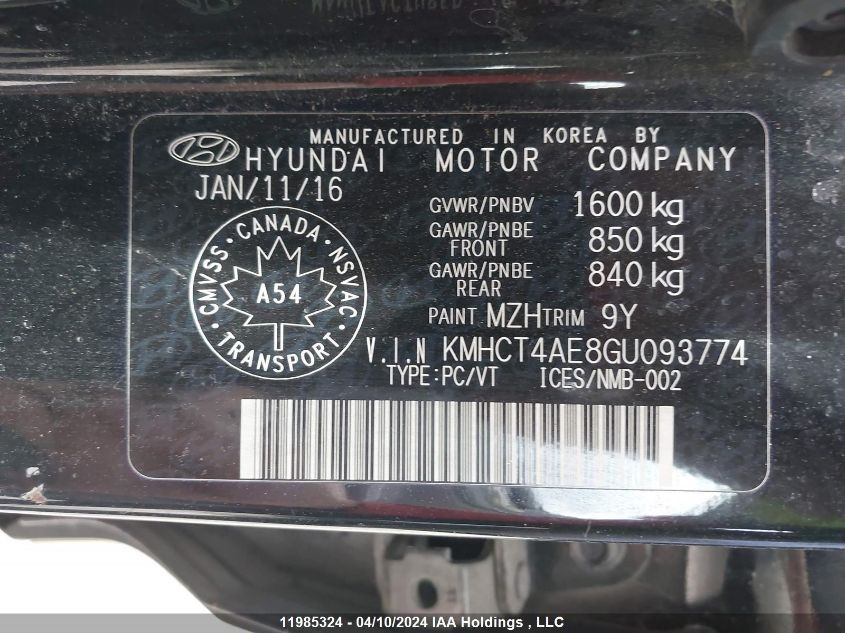 MANUFACTURED IN KOREA BY
HYUNDAI MOTOR COMPANY
JAN/11/16
GVWR/PNBV 1600 kg
GAWR/PNBE FRONT 850 kg
GAWR/PNBE REAR 840 kg
CMVSS · CANADA · NSVAC · TRANSPORT ·
A54
PAINT MZH TRIM 9Y
V.I.N KMHCT4AE8GU093774
TYPE:PC/VT ICES/NMB-002
11985324 - 04/10/2024 IAA Holdings , LLC